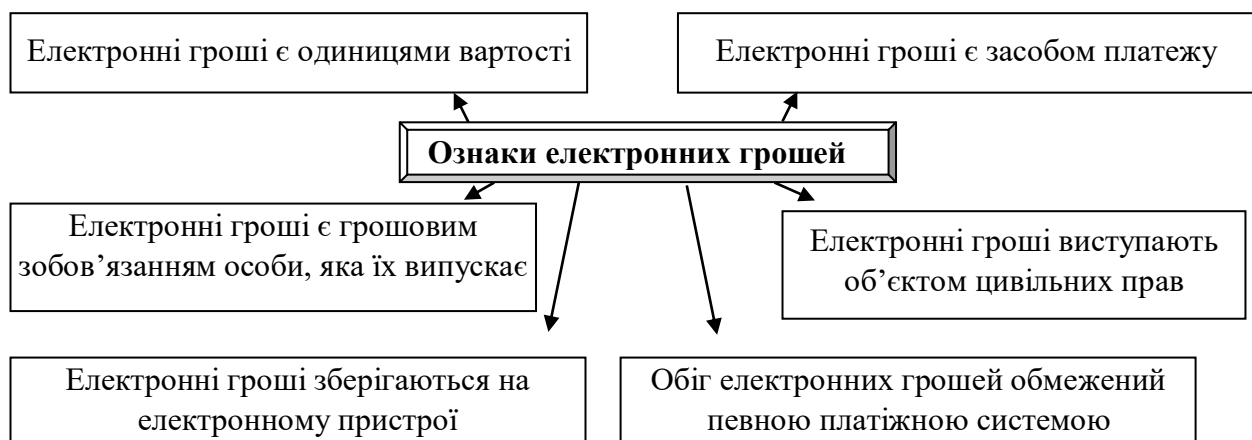 Електронні гроші є одиницями вартості
Електронні гроші є засобом платежу
Ознаки електронних грошей
Електронні гроші є грошовим
зобов’язанням особи, яка їх випускає
Електронні гроші виступають
об’єктом цивільних прав
Електронні гроші зберігаються на
електронному пристрої
Обіг електронних грошей обмежений
певною платіжною системою